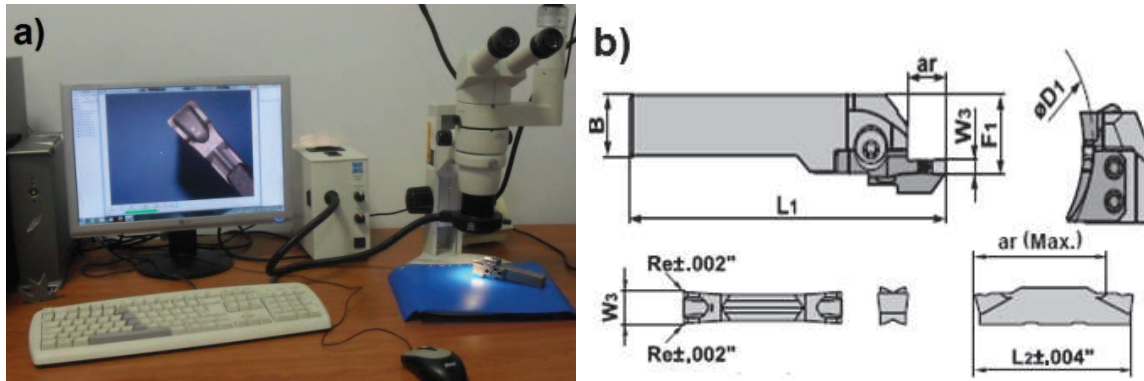 a)
b)
ar
B
W3
F1
øD1
L1
ar (Max.)
Re±.002"
W3
Re±.002"
L2±.004"